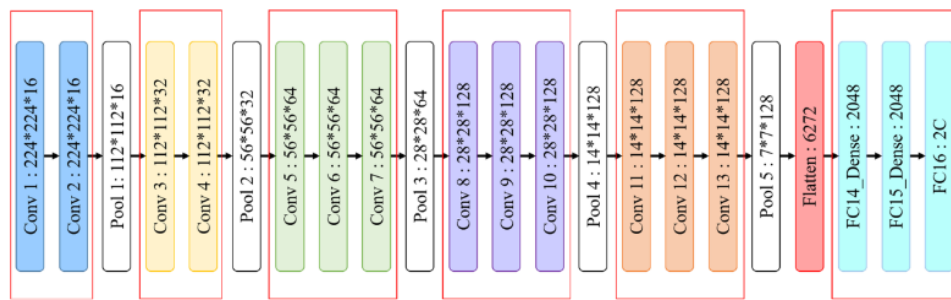 Conv 1 : 224*224*16
Conv 2 : 224*224*16
Pool 1 : 112*112*16
Conv 3 : 112*112*32
Conv 4 : 112*112*32
Pool 2 : 56*56*32
Conv 5 : 56*56*64
Conv 6 : 56*56*64
Conv 7 : 56*56*64
Pool 3 : 28*28*64
Conv 8 : 28*28*128
Conv 9 : 28*28*128
Conv 10 : 28*28*128
Pool 4 : 14*14*128
Conv 11 : 14*14*128
Conv 12 : 14*14*128
Conv 13 : 14*14*128
Pool 5 : 7*7*128
Flatten : 6272
FC14_Dense : 2048
FC15_Dense : 2048
FC16 : 2C